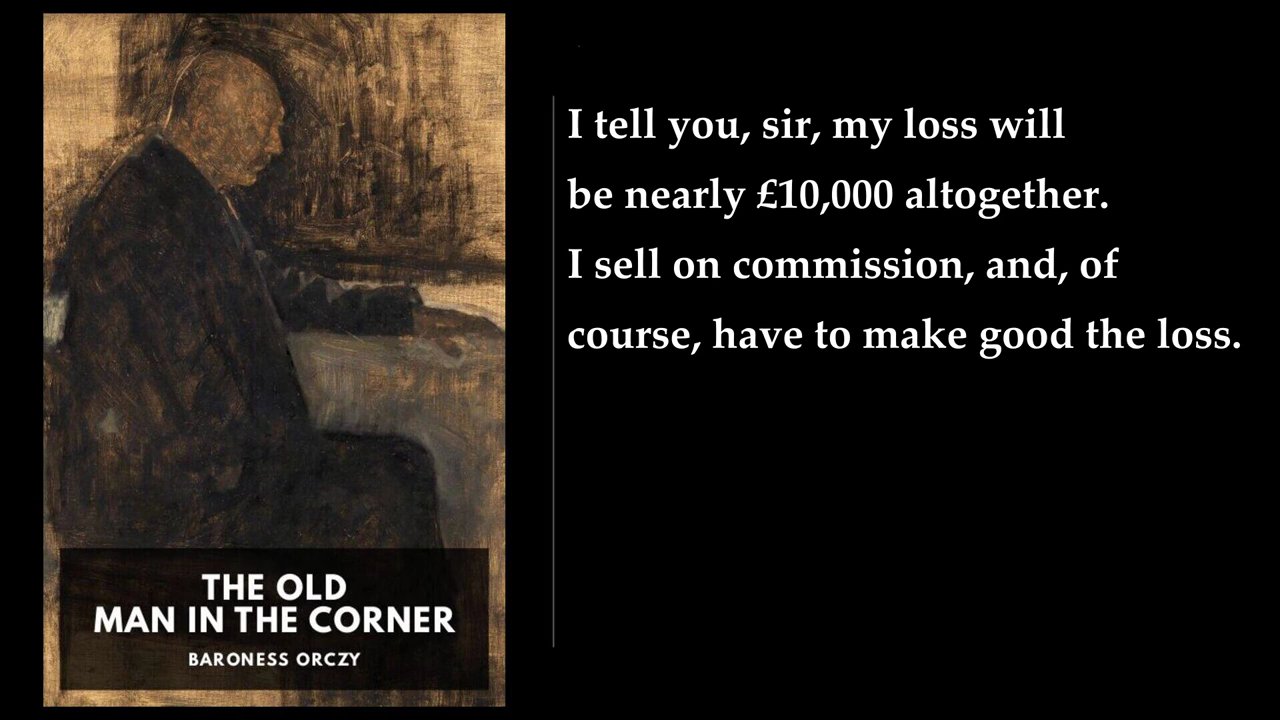 I tell you, sir, my loss will
be nearly £10,000 altogether.
I sell on commission, and, of
course, have to make good the loss.
THE OLD
MAN IN THE CORNER
BARONESS ORCZY